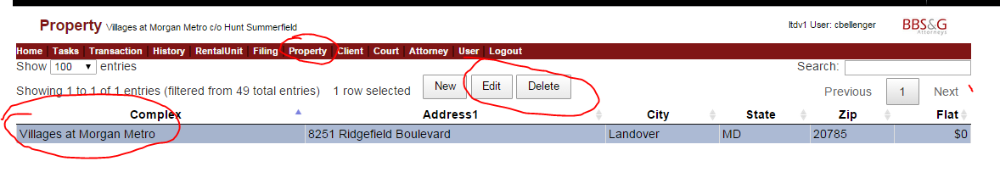 Property Villages at Morgan Metro c/o Hunt Summerfield ltdv1 User: cbellenger BBS&G
Attorneys
Home Tasks Transaction History RentalUnit Filing Property Client Court Attorney User Logout
Show 100 entries Search:
Showing 1 to 1 of 1 entries (filtered from 49 total entries) 1 row selected New Edit Delete Previous 1 Next
Complex Address1 City State Zip Flat
Villages at Morgan Metro 8251 Ridgefield Boulevard Landover MD 20785 $0